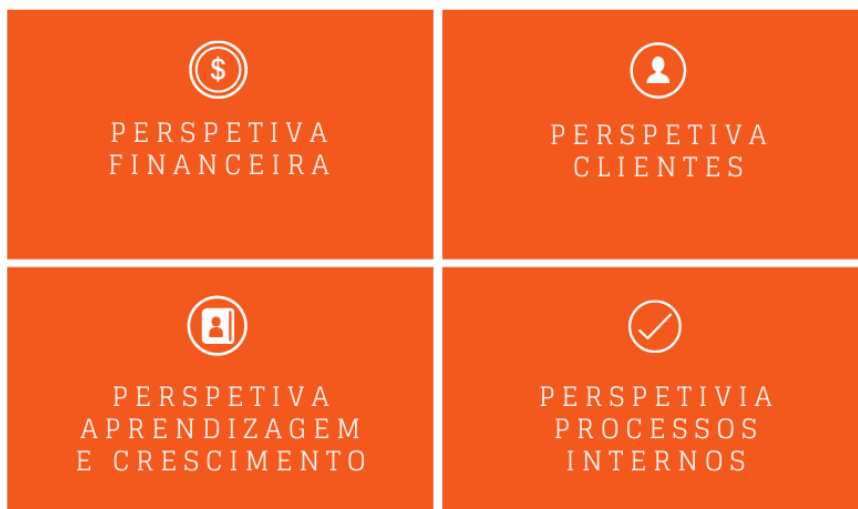 $
PERSPETIVA
FINANCEIRA
PERSPETIVA
CLIENTES
PERSPETIVA
APRENDIZAGEM
E CRESCIMENTO
PERSPETIVIA
PROCESSOS
INTERNOS